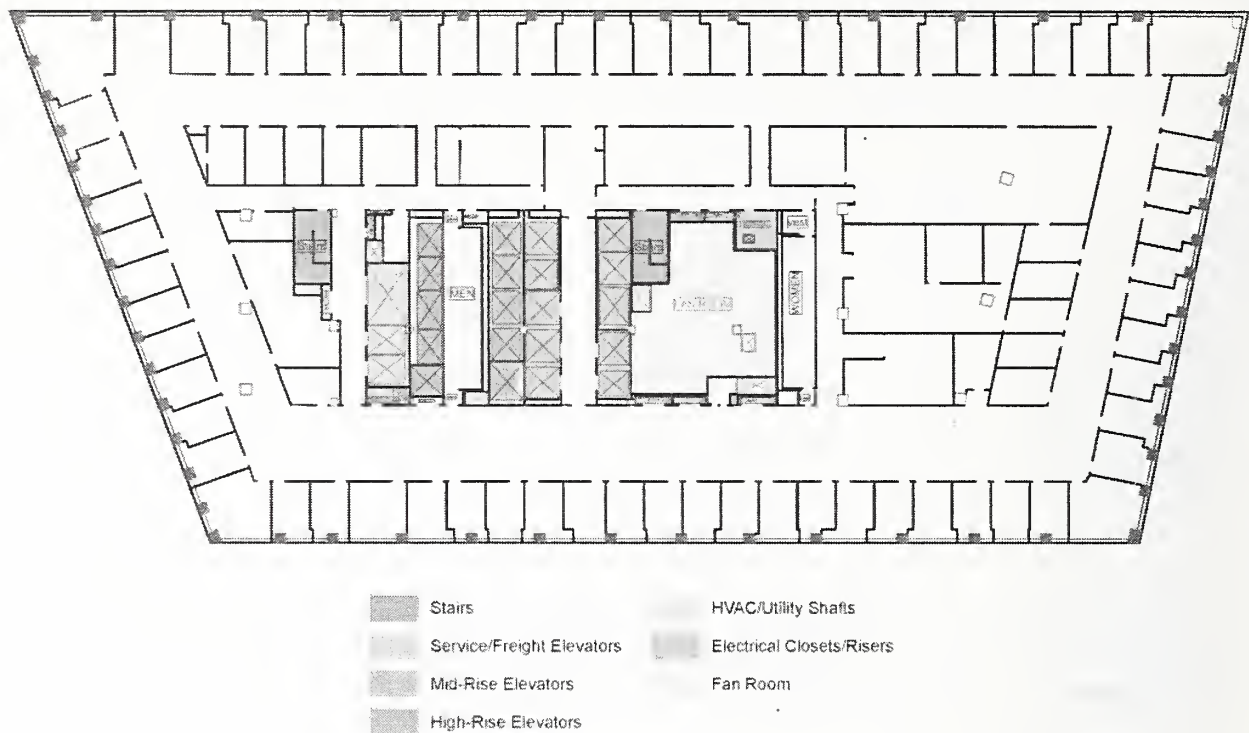 MEN
WOMEN
Stairs
Service/Freight Elevators
Mid-Rise Elevators
High-Rise Elevators
HVAC/Utility Shafts
Electrical Closets/Risers
Fan Room